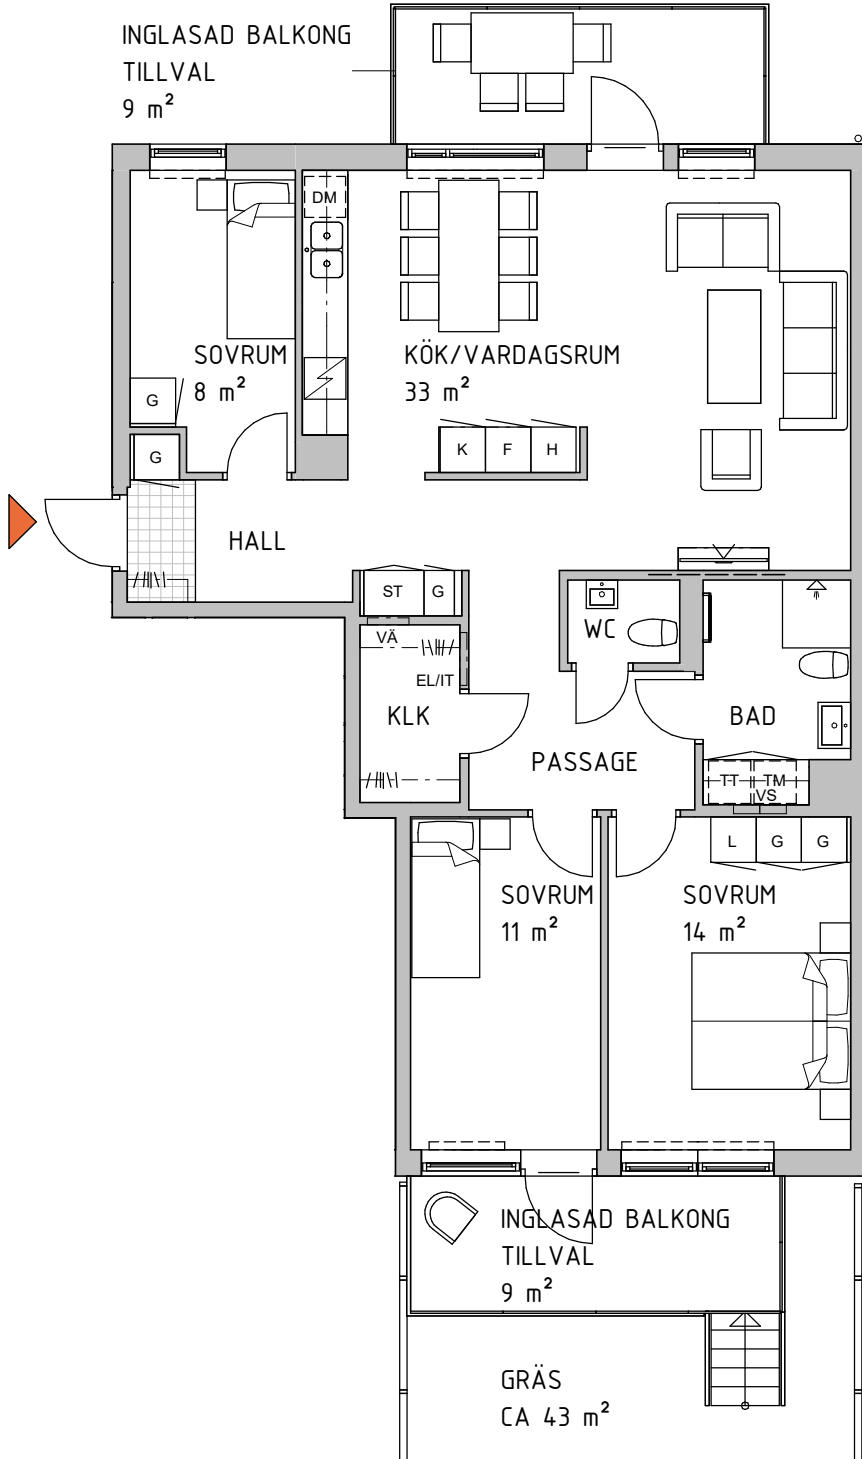 INGLASAD BALKONG
TILLVAL
9 m²
DM
SOVRUM
8 m²
KÖK/VARDAGSRUM
33 m²
G
G
K F H
HALL
ST G
WC
VÄ
EL/IT
KLK
BAD
PASSAGE
TT TM
VS
L G G
SOVRUM
11 m²
SOVRUM
14 m²
INGLASAD BALKONG
TILLVAL
9 m²
GRÄS
CA 43 m²